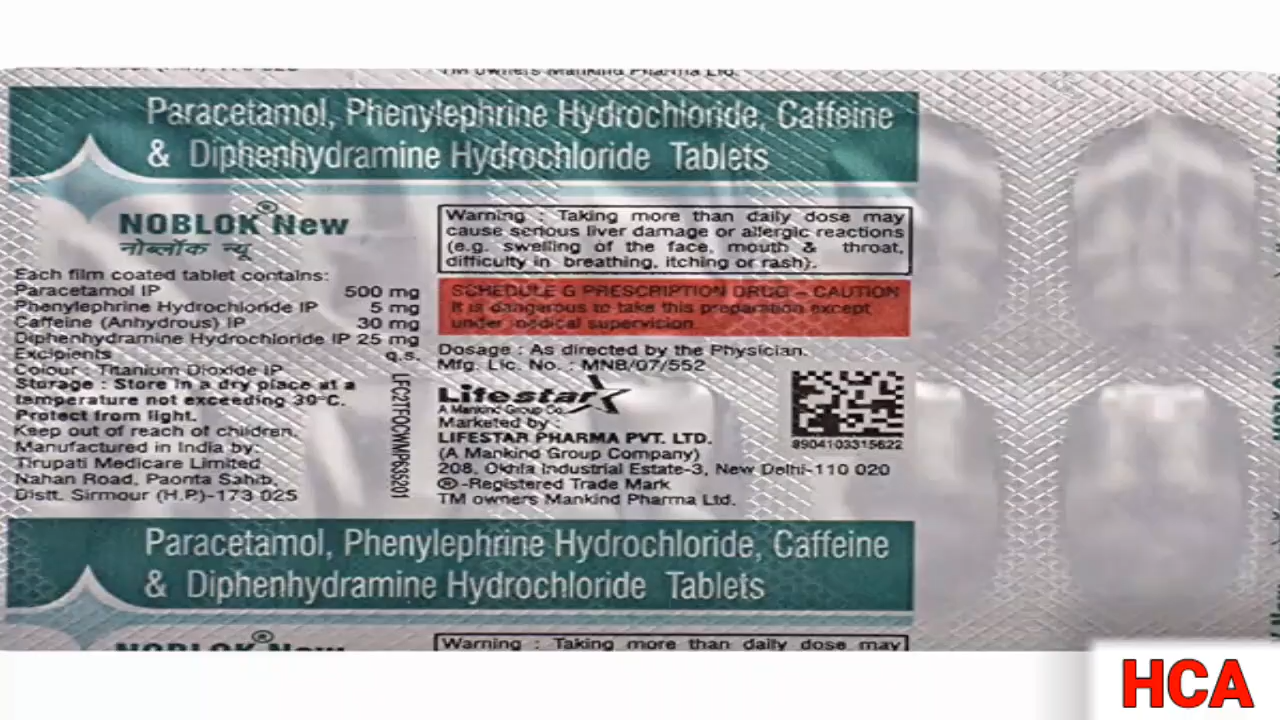 TM owners Mankind Pharma Ltd.
Paracetamol, Phenylephrine Hydrochloride, Caffeine
& Diphenhydramine Hydrochloride Tablets
NOBLOK® New
नोब्लॉक न्यू
Each film coated tablet contains:
Paracetamol IP 500 mg
Phenylephrine Hydrochloride IP 5 mg
Caffeine (Anhydrous) IP 30 mg
Diphenhydramine Hydrochloride IP 25 mg
Excipients q.s.
Colour : Titanium Dioxide IP
Storage : Store in a dry place at a
temperature not exceeding 30°C.
Protect from light.
Keep out of reach of children.
Manufactured in India by:
Tirupati Medicare Limited
Nahan Road, Paonta Sahib,
Distt. Sirmour (H.P.)-173 025
Warning : Taking more than daily dose may
cause serious liver damage or allergic reactions
(e.g. swelling of the face, mouth & throat,
difficulty in breathing, itching or rash).
SCHEDULE G PRESCRIPTION DRUG – CAUTION
It is dangerous to take this preparation except
under medical supervision
Dosage : As directed by the Physician.
Mfg. Lic. No. : MNB/07/552
Lifestar
A Mankind Group Co.
Marketed by
LIFESTAR PHARMA PVT. LTD.
(A Mankind Group Company)
208, Okhla Industrial Estate-3, New Delhi-110 020
®-Registered Trade Mark
TM owners Mankind Pharma Ltd.
8904103315622
Paracetamol, Phenylephrine Hydrochloride, Caffeine
& Diphenhydramine Hydrochloride Tablets
NOBLOK® New
Warning : Taking more than daily dose may
HCA